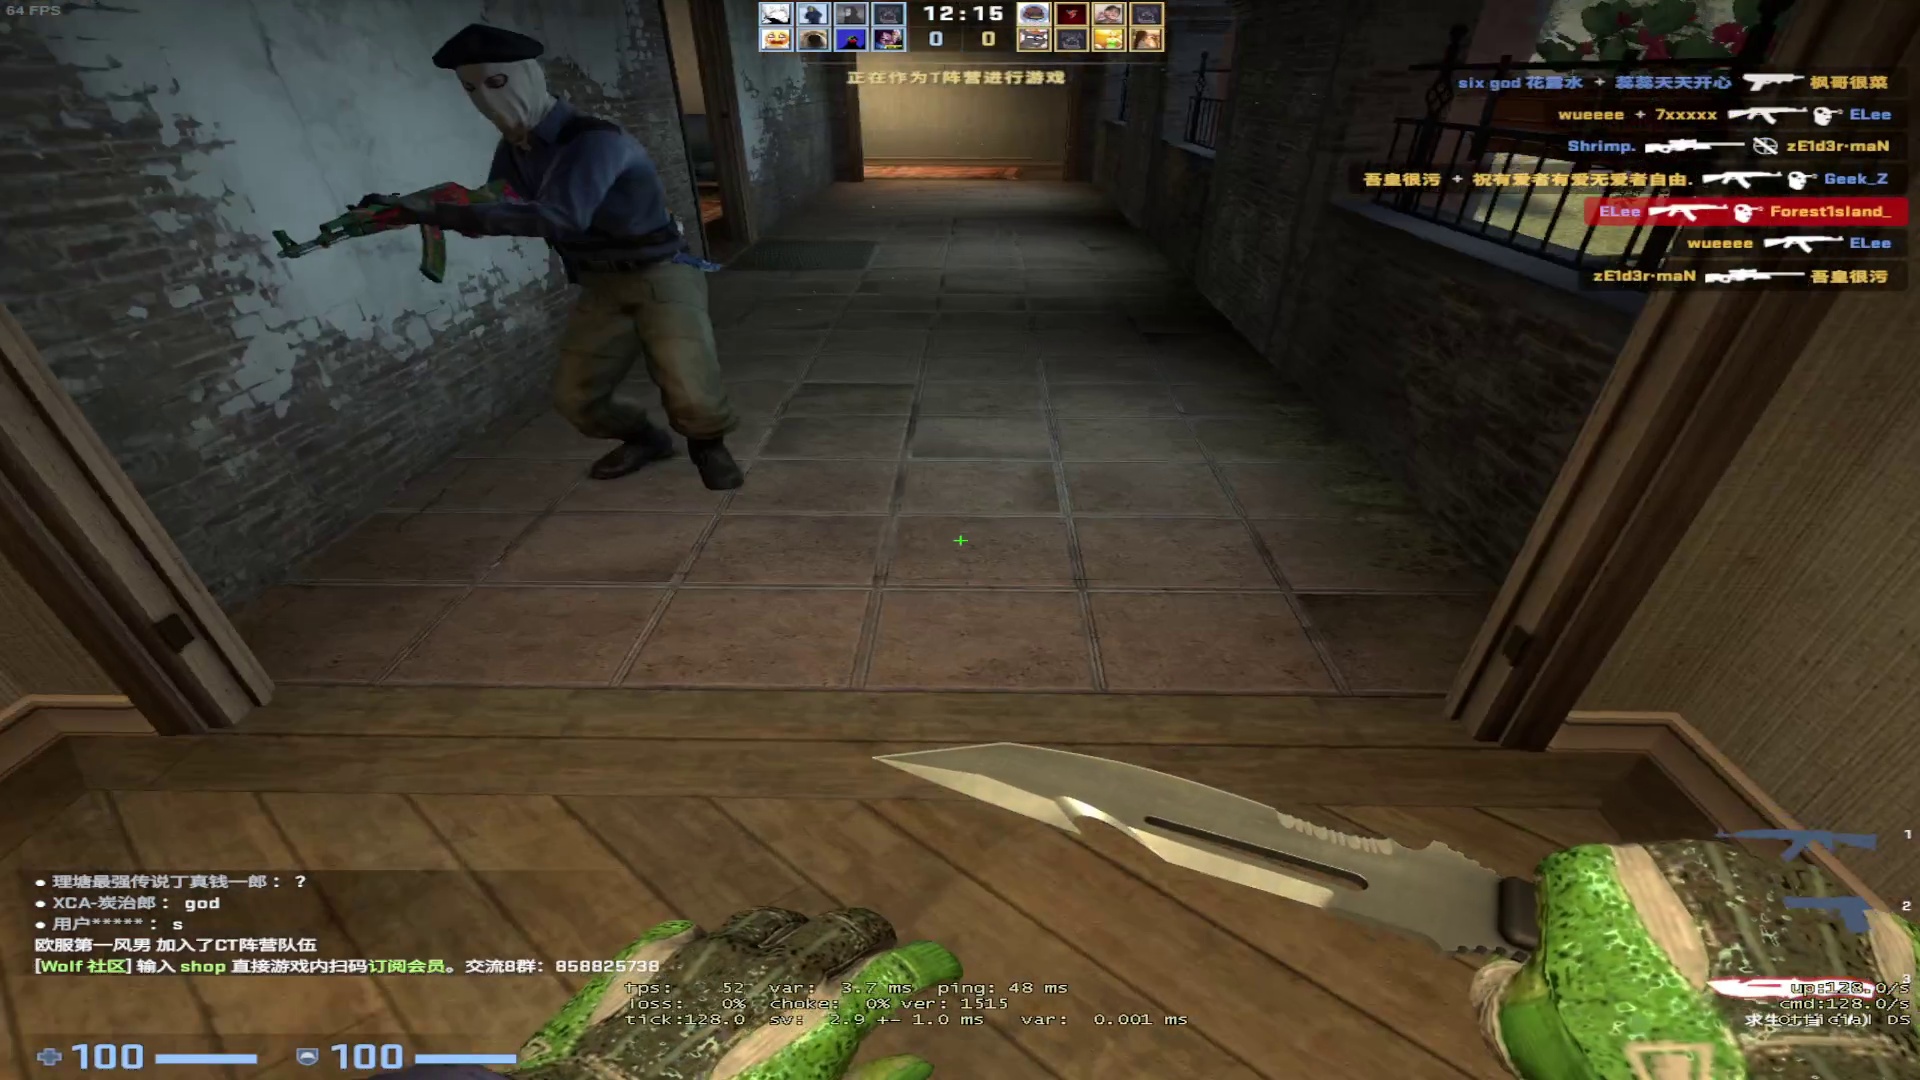 64 FPS
12:15
0 0
正在作为T阵营进行游戏
six god 花露水 + 蕊蕊天天开心 枫哥很菜
wueeee + 7xxxxx ELee
Shrimp. zE1d3r·maN
吾皇很污 + 祝有爱者有爱无爱者自由. Geek_Z
ELee Forest1sland_
wueeee ELee
zE1d3r·maN 吾皇很污
1
2
3
理塘最强传说丁真钱一郎： ?
XCA-炭治郎： god
用户*****： s
欧服第一风男 加入了CT阵营队伍
[Wolf 社区] 输入 shop 直接游戏内扫码订阅会员。交流8群：858825738
fps: 52 var: 3.7 ms ping: 48 ms
loss: 0% choke: 0% ver: 1515
tick:128.0 sv: 2.9 +- 1.0 ms var: 0.001 ms
up:128.0/s
cmd:128.0/s
100 100